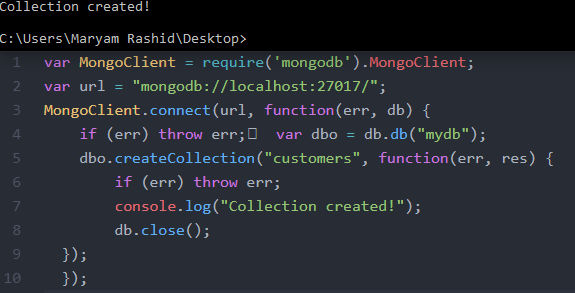 Collection created!
C:\Users\Maryam Rashid\Desktop>
1 var MongoClient = require('mongodb').MongoClient;
2 var url = "mongodb://localhost:27017/";
3 MongoClient.connect(url, function(err, db) {
4 if (err) throw err;□ var dbo = db.db("mydb");
5 dbo.createCollection("customers", function(err, res) {
6 if (err) throw err;
7 console.log("Collection created!");
8 db.close();
9 });
10 });